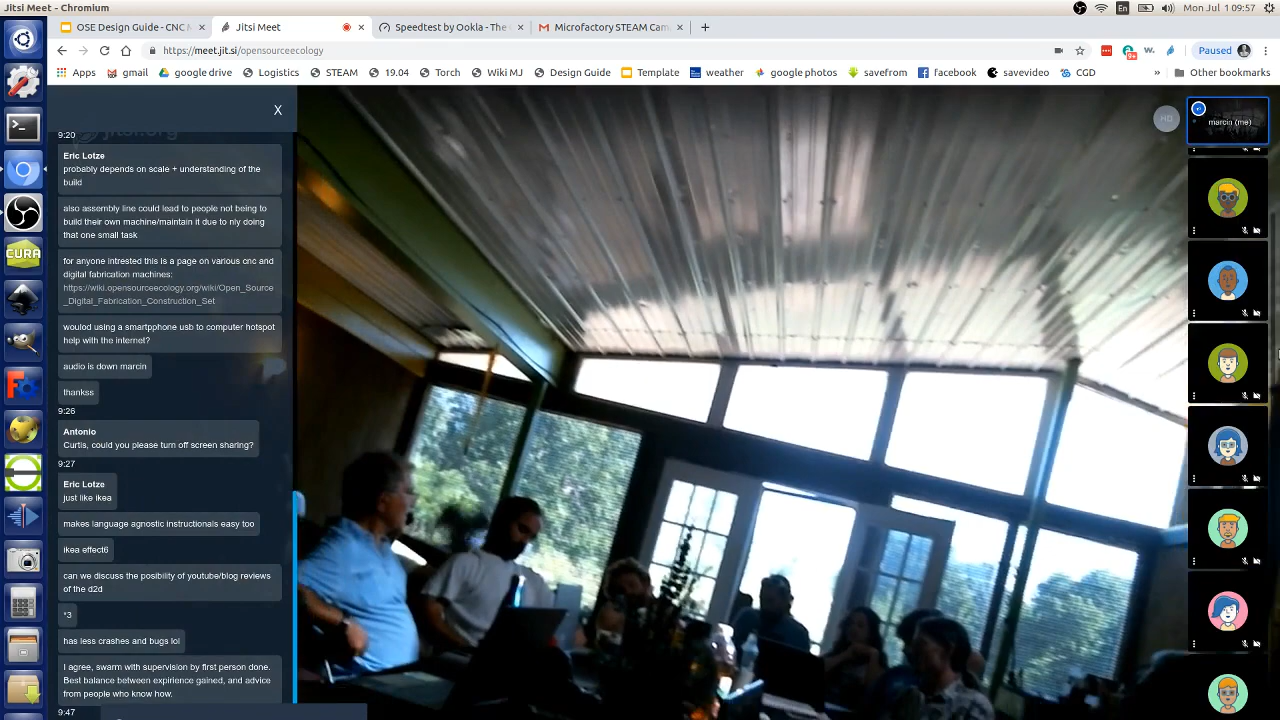 Jitsi Meet - Chromium
En
Mon Jul 1 09:57
OSE Design Guide - CNC M
Jitsi Meet
Speedtest by Ookla - The
Microfactory STEAM Cam
https://meet.jit.si/opensourceecology
9+
W.
Paused
Apps
gmail
google drive
Logistics
STEAM
19.04
Torch
Wiki MJ
Design Guide
Template
weather
google photos
savefrom
facebook
savevideo
CGD
»
Other bookmarks
X
jitsi.org
9:20
Eric Lotze
probably depends on scale + understanding of the
build
also assembly line could lead to people not being to
build their own machine/maintain it due to nly doing
that one small task
for anyone intrested this is a page on various cnc and
digital fabrication machines:
https://wiki.opensourceecology.org/wiki/Open_Source
_Digital_Fabrication_Construction_Set
woulod using a smartpphone usb to computer hotspot
help with the internet?
audio is down marcin
thankss
9:26
Antonio
Curtis, could you please turn off screen sharing?
9:27
Eric Lotze
just like ikea
makes language agnostic instructionals easy too
ikea effect6
can we discuss the posibility of youtube/blog reviews
of the d2d
*3
has less crashes and bugs lol
I agree, swarm with supervision by first person done.
Best balance between expirience gained, and advice
from people who know how.
9:47
HD
marcin (me)
CURA